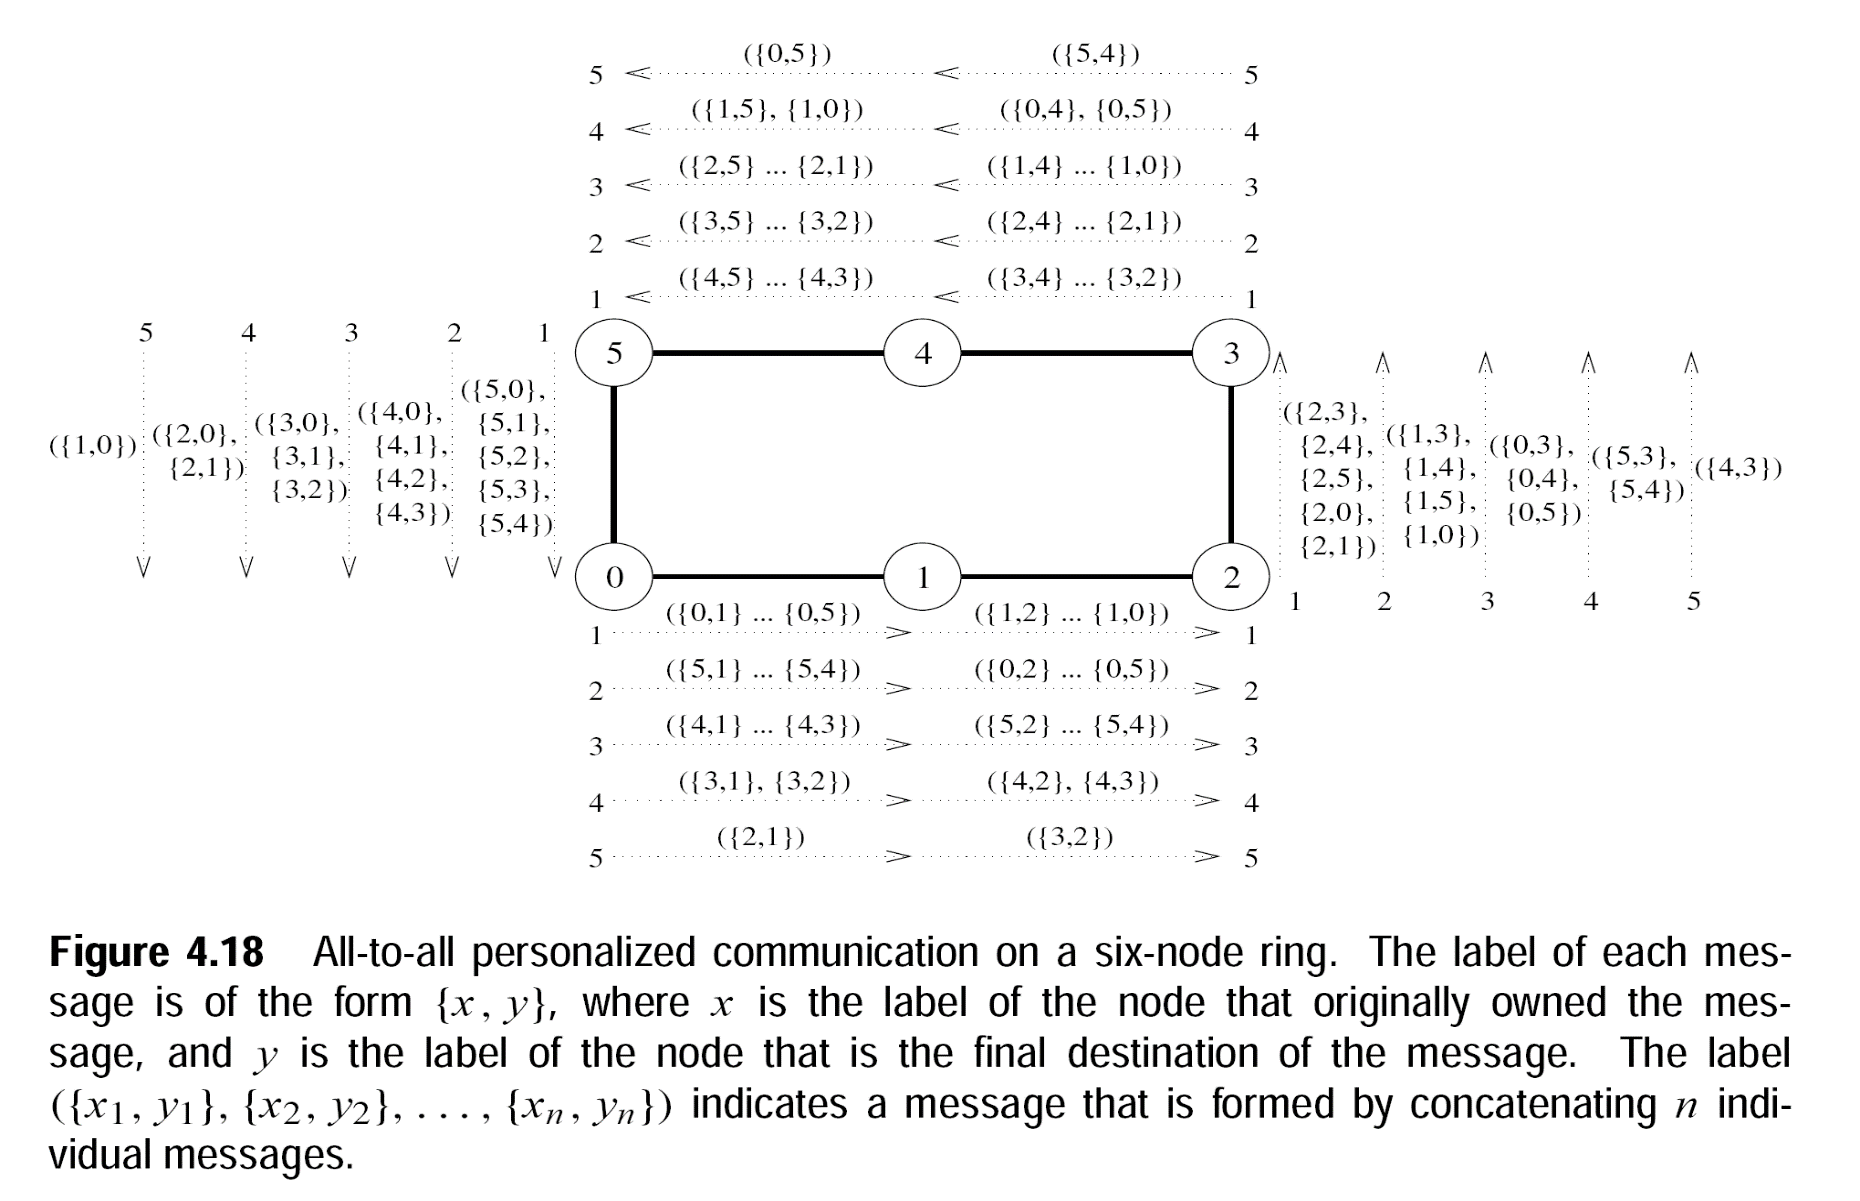 ({0,5}) ({5,4})
5 5
({1,5}, {1,0}) ({0,4}, {0,5})
4 4
({2,5} ... {2,1}) ({1,4} ... {1,0})
3 3
({3,5} ... {3,2}) ({2,4} ... {2,1})
2 2
({4,5} ... {4,3}) ({3,4} ... {3,2})
1 1
5 4 3 2 1
5 4 3
({1,0})
({2,0},
{2,1})
({3,0},
{3,1},
{3,2})
({4,0},
{4,1},
{4,2},
{4,3})
({5,0},
{5,1},
{5,2},
{5,3},
{5,4})
({2,3},
{2,4},
{2,5},
{2,0},
{2,1})
({1,3},
{1,4},
{1,5},
{1,0})
({0,3},
{0,4},
{0,5})
({5,3},
{5,4})
({4,3})
0 1 2
1 2 3 4 5
({0,1} ... {0,5}) ({1,2} ... {1,0})
1 1
({5,1} ... {5,4}) ({0,2} ... {0,5})
2 2
({4,1} ... {4,3}) ({5,2} ... {5,4})
3 3
({3,1}, {3,2}) ({4,2}, {4,3})
4 4
({2,1}) ({3,2})
5 5
Figure 4.18 All-to-all personalized communication on a six-node ring. The label of each mes-
sage is of the form {x, y}, where x is the label of the node that originally owned the mes-
sage, and y is the label of the node that is the final destination of the message. The label
({x1, y1}, {x2, y2}, . . . , {xn, yn}) indicates a message that is formed by concatenating n indi-
vidual messages.